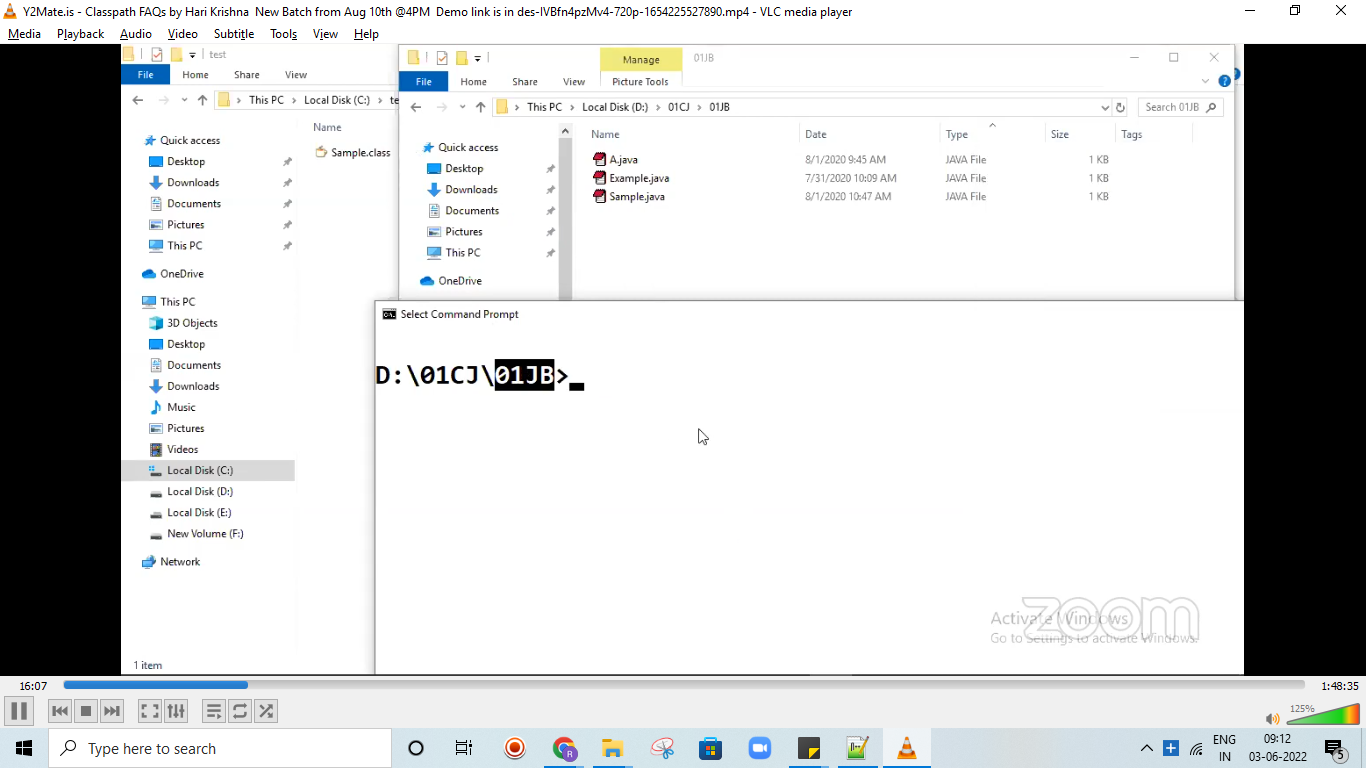 Y2Mate.is - Classpath FAQs by Hari Krishna  New Batch from Aug 10th @4PM  Demo link is in des-IVBfn4pzMv4-720p-1654225527890.mp4 - VLC media player
Media Playback Audio Video Subtitle Tools View Help
test
File Home Share View
This PC > Local Disk (C:) > te
Name
Sample.class
Quick access
Desktop
Downloads
Documents
Pictures
This PC
OneDrive
This PC
3D Objects
Desktop
Documents
Downloads
Music
Pictures
Videos
Local Disk (C:)
Local Disk (D:)
Local Disk (E:)
New Volume (F:)
Network
1 item
Manage 01JB
File Home Share View Picture Tools
This PC > Local Disk (D:) > 01CJ > 01JB
Search 01JB
Quick access
Desktop
Downloads
Documents
Pictures
This PC
OneDrive
Name Date Type Size Tags
A.java 8/1/2020 9:45 AM JAVA File 1 KB
Example.java 7/31/2020 10:09 AM JAVA File 1 KB
Sample.java 8/1/2020 10:47 AM JAVA File 1 KB
Select Command Prompt
D:\01CJ\01JB>
zoom
Activate Windows
Go to Settings to activate Windows.
16:07 1:48:35
125%
Type here to search
R
ENG
IN
09:12
03-06-2022
5